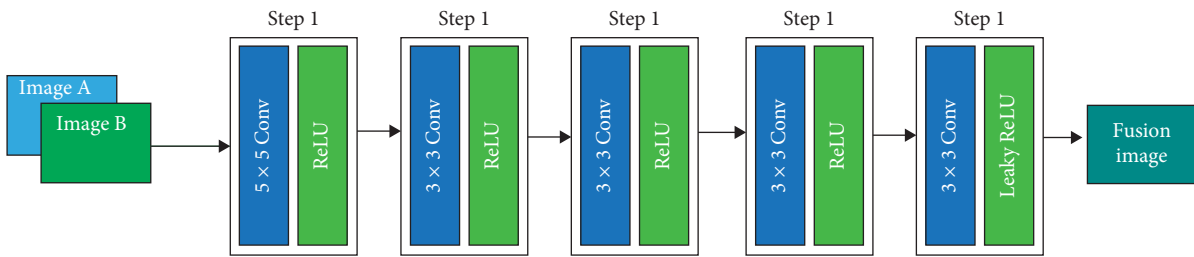 Image A
Image B
Step 1
5 × 5 Conv
ReLU
Step 1
3 × 3 Conv
ReLU
Step 1
3 × 3 Conv
ReLU
Step 1
3 × 3 Conv
ReLU
Step 1
3 × 3 Conv
Leaky ReLU
Fusion
image